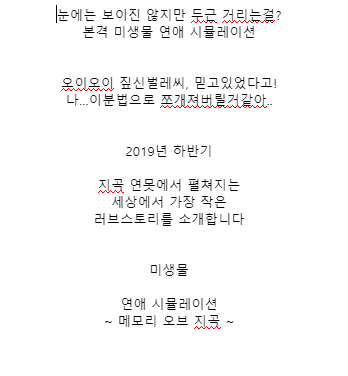 눈에는 보이진 않지만 두근 거리는걸?
본격 미생물 연애 시뮬레이션
오이오이 짚신벌레씨, 믿고있었다고!
나...이분법으로 쪼개져버릴거같아..
2019년 하반기
지곡 연못에서 펼쳐지는
세상에서 가장 작은
러브스토리를 소개합니다
미생물
연애 시뮬레이션
~ 메모리 오브 지곡 ~